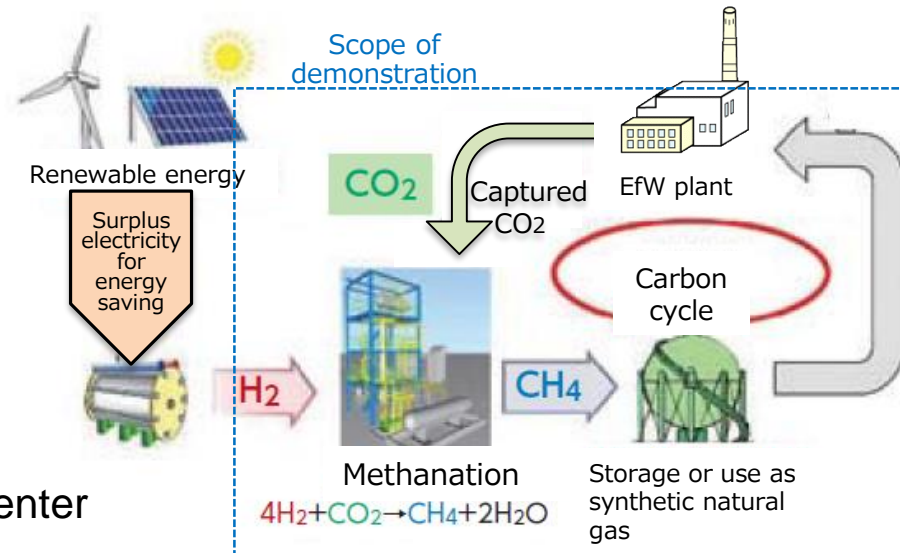 Scope of
demonstration
Renewable energy
Surplus
electricity
for
energy
saving
CO₂
Captured
CO2
EfW plant
Carbon
cycle
H₂
CH₄
Methanation
4H₂+CO₂→CH₄+2H₂O
Storage or use as
synthetic natural
gas
enter